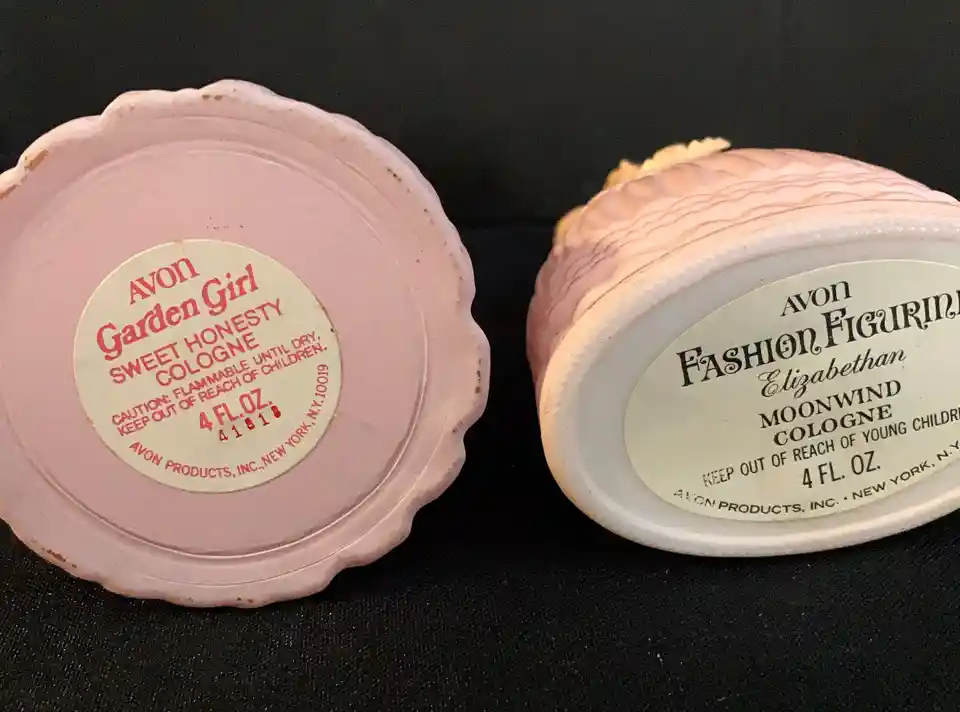 AVON
Garden Girl
SWEET HONESTY
COLOGNE
CAUTION: FLAMMABLE UNTIL DRY.
KEEP OUT OF REACH OF CHILDREN.
4 FL. OZ.
AVON PRODUCTS, INC., NEW YORK, N.Y. 10019
AVON
FASHION FIGURIN
Elizabethan
MOONWIND
COLOGNE
KEEP OUT OF REACH OF YOUNG CHILDRE
4 FL. OZ.
AVON PRODUCTS, INC. · NEW YORK, N.Y.